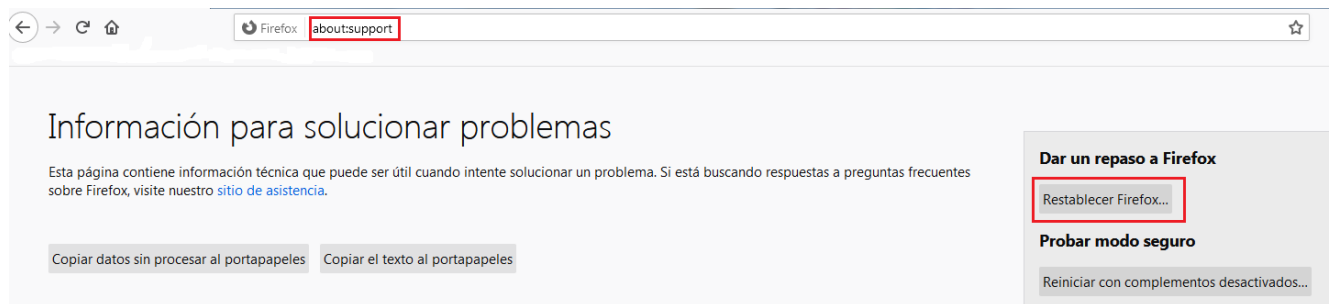 Firefox about:support
Información para solucionar problemas
Esta página contiene información técnica que puede ser útil cuando intente solucionar un problema. Si está buscando respuestas a preguntas frecuentes
sobre Firefox, visite nuestro sitio de asistencia.
Copiar datos sin procesar al portapapeles Copiar el texto al portapapeles
Dar un repaso a Firefox
Restablecer Firefox...
Probar modo seguro
Reiniciar con complementos desactivados...